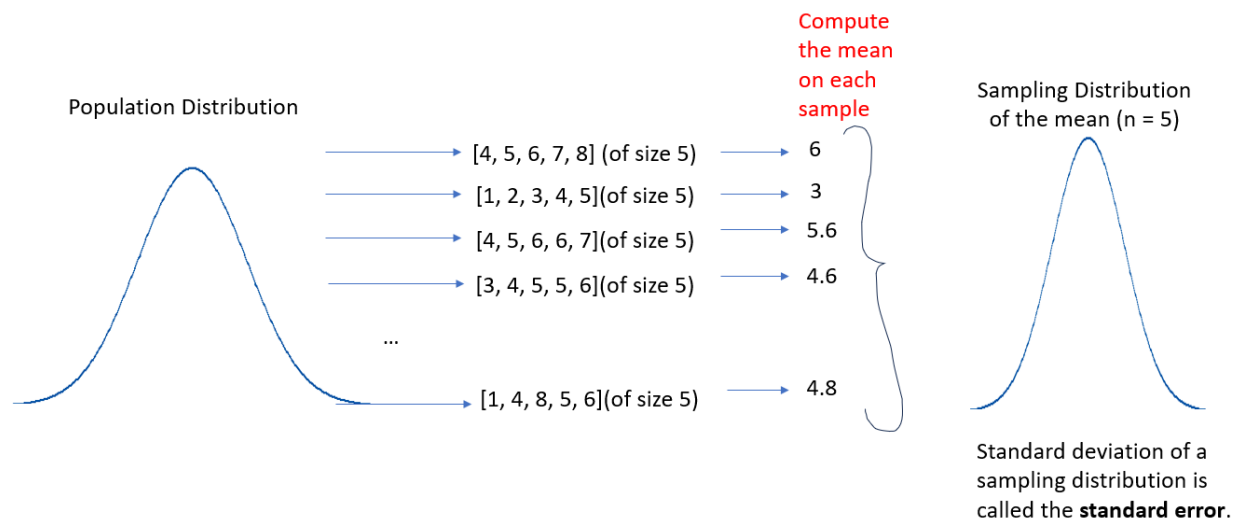 Compute
the mean
on each
sample
Population Distribution
Sampling Distribution
of the mean (n = 5)
[4, 5, 6, 7, 8] (of size 5)
6
[1, 2, 3, 4, 5](of size 5)
3
[4, 5, 6, 6, 7](of size 5)
5.6
[3, 4, 5, 5, 6](of size 5)
4.6
...
[1, 4, 8, 5, 6](of size 5)
4.8
Standard deviation of a
sampling distribution is
called the standard error.